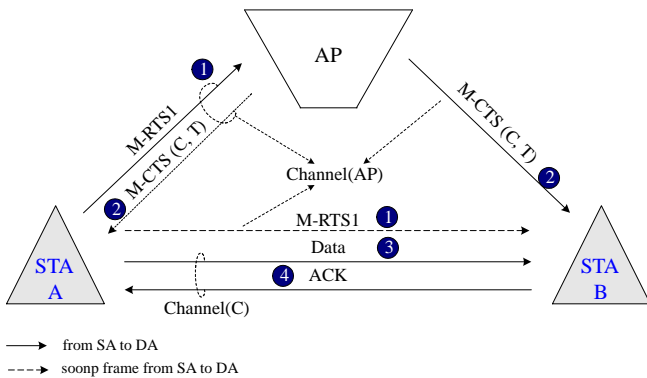 AP
1
M-RTS1
M-CTS (C, T)
M-CTS (C, T)
2
Channel(AP)
2
M-RTS1
1
STA
A
Data
3
STA
B
4
ACK
Channel(C)
from SA to DA
soonp frame from SA to DA